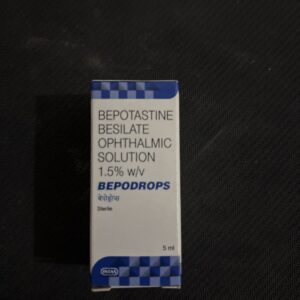 BEPOTASTINE
BESILATE
OPHTHALMIC
SOLUTION
1.5% w/v
BEPODROPS
बेपोड्रॉप्स
Sterile
5 ml